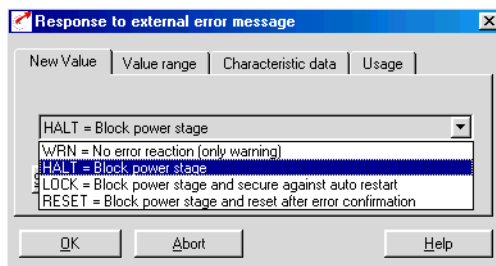 Response to external error message
New Value Value range Characteristic data Usage
HALT = Block power stage
WRN = No error reaction (only warning)
HALT = Block power stage
LOCK = Block power stage and secure against auto restart
RESET = Block power stage and reset after error confirmation
OK Abort Help